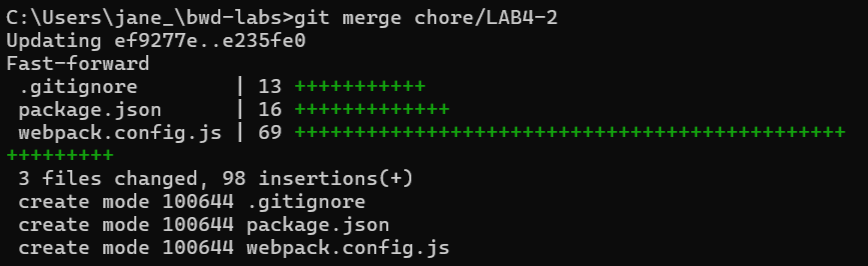 C:\Users\jane_\bwd-labs>git merge chore/LAB4-2
Updating ef9277e..e235fe0
Fast-forward
 .gitignore        | 13 +++++++++++
 package.json      | 16 +++++++++++++
 webpack.config.js | 69 ++++++++++++++++++++++++++++++++++++++++++++++
+++++++++
 3 files changed, 98 insertions(+)
 create mode 100644 .gitignore
 create mode 100644 package.json
 create mode 100644 webpack.config.js